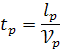 t_p = l_p / 𝒱_p